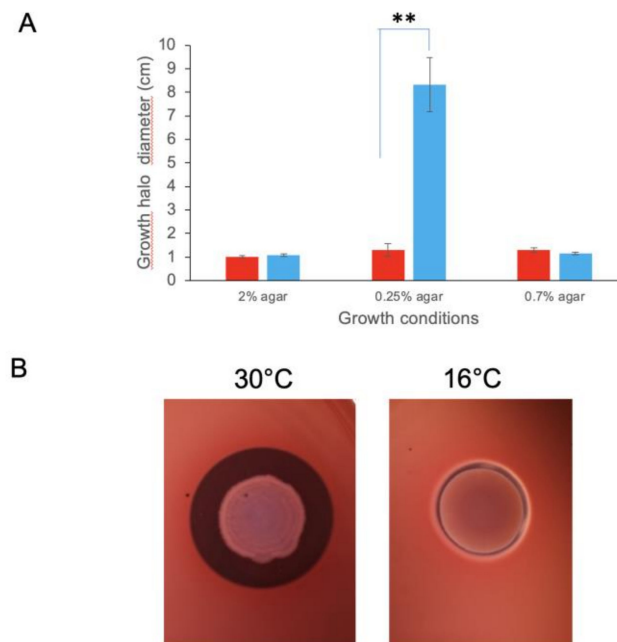 A
**
10
9
8
7
6
5
4
3
2
1
0
Growth halo diameter (cm)
2% agar 0.25% agar 0.7% agar
Growth conditions
B
30°C 16°C